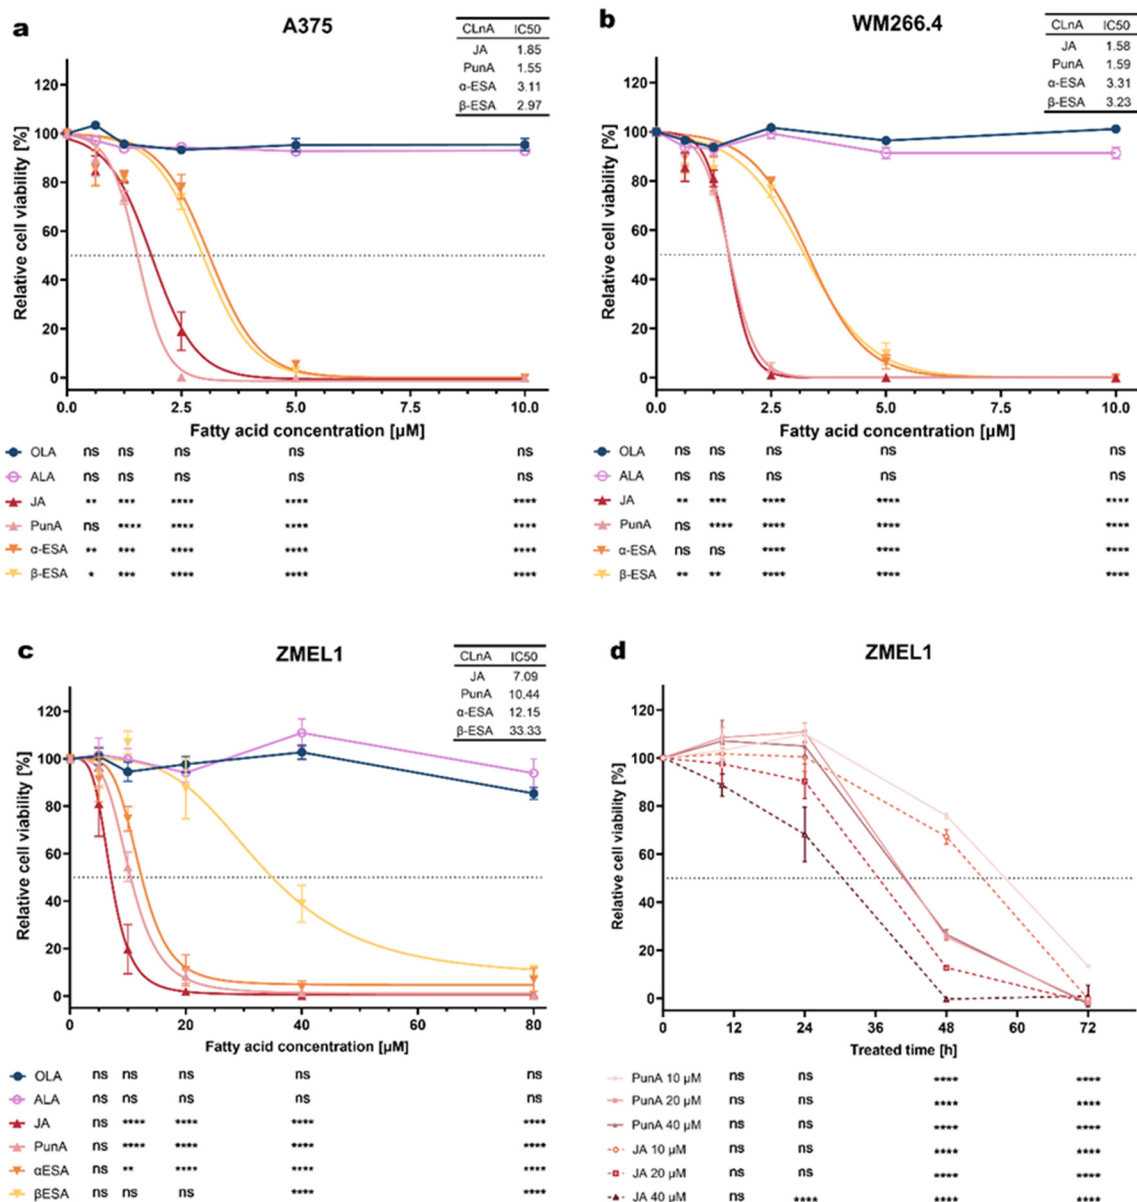 a
A375
CLnA IC50
JA 1.85
PunA 1.55
α-ESA 3.11
β-ESA 2.97
Relative cell viability [%]
120
100
80
60
40
20
0
0.0 2.5 5.0 7.5 10.0
Fatty acid concentration [µM]
OLA ns ns ns ns ns
ALA ns ns ns ns ns
JA ** *** **** **** ****
PunA ns **** **** **** ****
α-ESA ** *** **** **** ****
β-ESA * *** **** **** ****
b
WM266.4
CLnA IC50
JA 1.58
PunA 1.59
α-ESA 3.31
β-ESA 3.23
Relative cell viability [%]
120
100
80
60
40
20
0
0.0 2.5 5.0 7.5 10.0
Fatty acid concentration [µM]
OLA ns ns ns ns ns
ALA ns ns ns ns ns
JA ** *** **** **** ****
PunA ns **** **** **** ****
α-ESA ns ns **** **** ****
β-ESA ** ** **** **** ****
c
ZMEL1
CLnA IC50
JA 7.09
PunA 10.44
α-ESA 12.15
β-ESA 33.33
Relative cell viability [%]
120
100
80
60
40
20
0
0 20 40 60 80
Fatty acid concentration [µM]
OLA ns ns ns ns ns
ALA ns ns ns ns ns
JA ns **** **** **** ****
PunA ns **** **** **** ****
αESA ns ** **** **** ****
βESA ns ns ns **** ****
d
ZMEL1
Relative cell viability [%]
120
100
80
60
40
20
0
0 12 24 36 48 60 72
Treated time [h]
PunA 10 µM ns ns **** ****
PunA 20 µM ns ns **** ****
PunA 40 µM ns ns **** ****
JA 10 µM ns ns **** ****
JA 20 µM ns ns **** ****
JA 40 µM ns **** **** ****